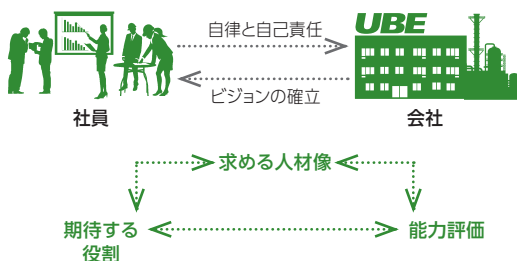 自律と自己責任
UBE
ビジョンの確立
社員
会社
求める人材像
期待する
役割
能力評価